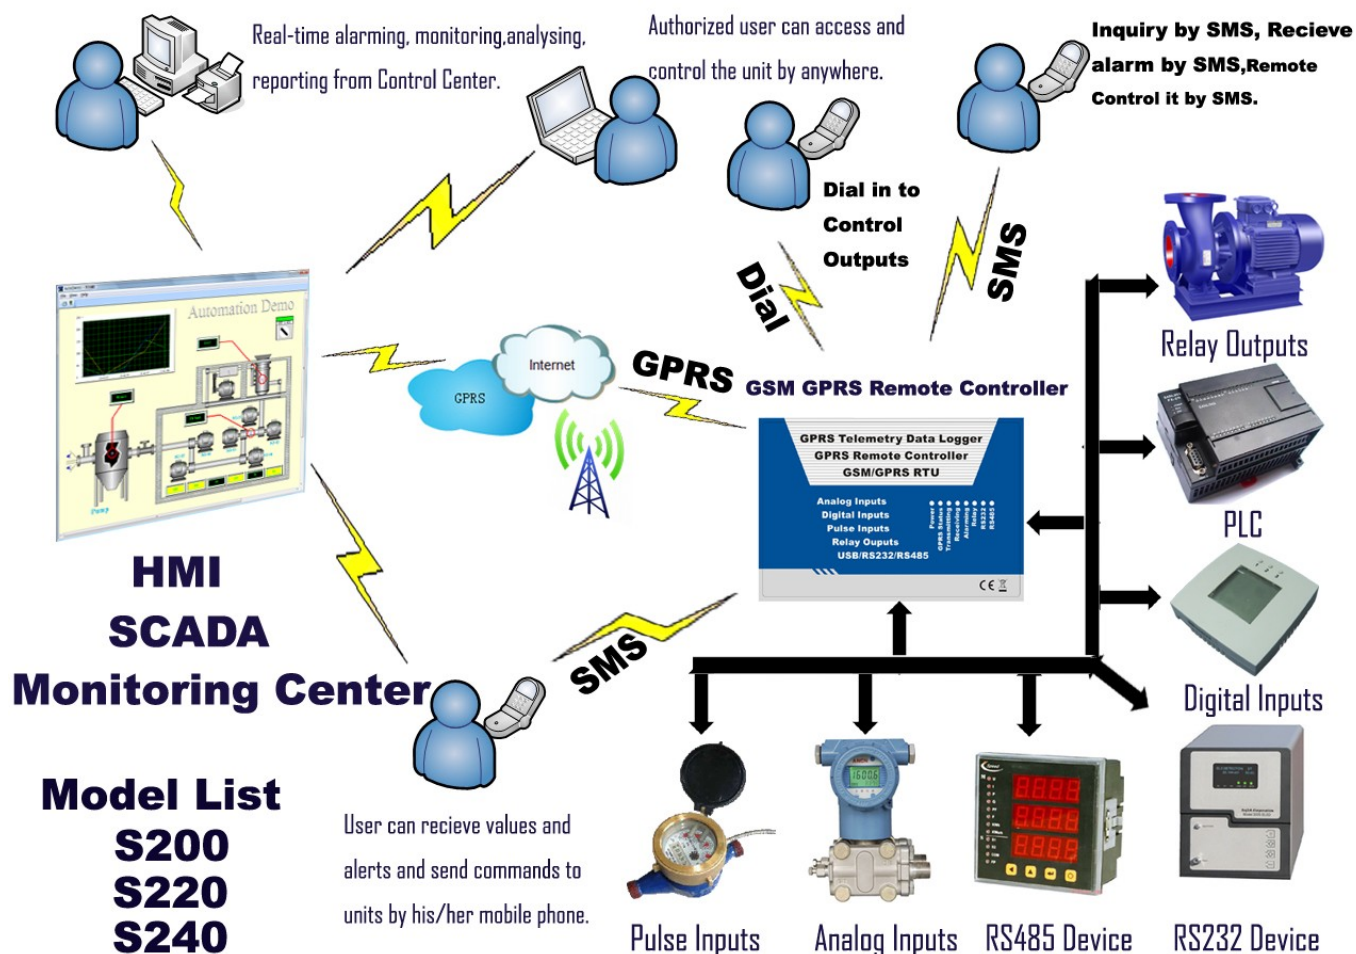 Real-time alarming, monitoring,analysing,
reporting from Control Center.
Authorized user can access and
control the unit by anywhere.
Inquiry by SMS, Recieve
alarm by SMS,Remote
Control it by SMS.
Dial in to
Control
Outputs
Dial
SMS
Automation Demo
Internet
GPRS
GPRS
GSM GPRS Remote Controller
GPRS Telemetry Data Logger
GPRS Remote Controller
GSM/GPRS RTU
Analog Inputs
Digital Inputs
Pulse Inputs
Relay Ouputs
USB/RS232/RS485
Power
GPRS Status
Transmitting
Receiving
Alarming
Relay
RS232
RS485
CE
Relay Outputs
PLC
Digital Inputs
HMI
SCADA
Monitoring Center
SMS
Model List
S200
S220
S240
User can recieve values and
alerts and send commands to
units by his/her mobile phone.
1600.6
Pulse Inputs
Analog Inputs
RS485 Device
RS232 Device